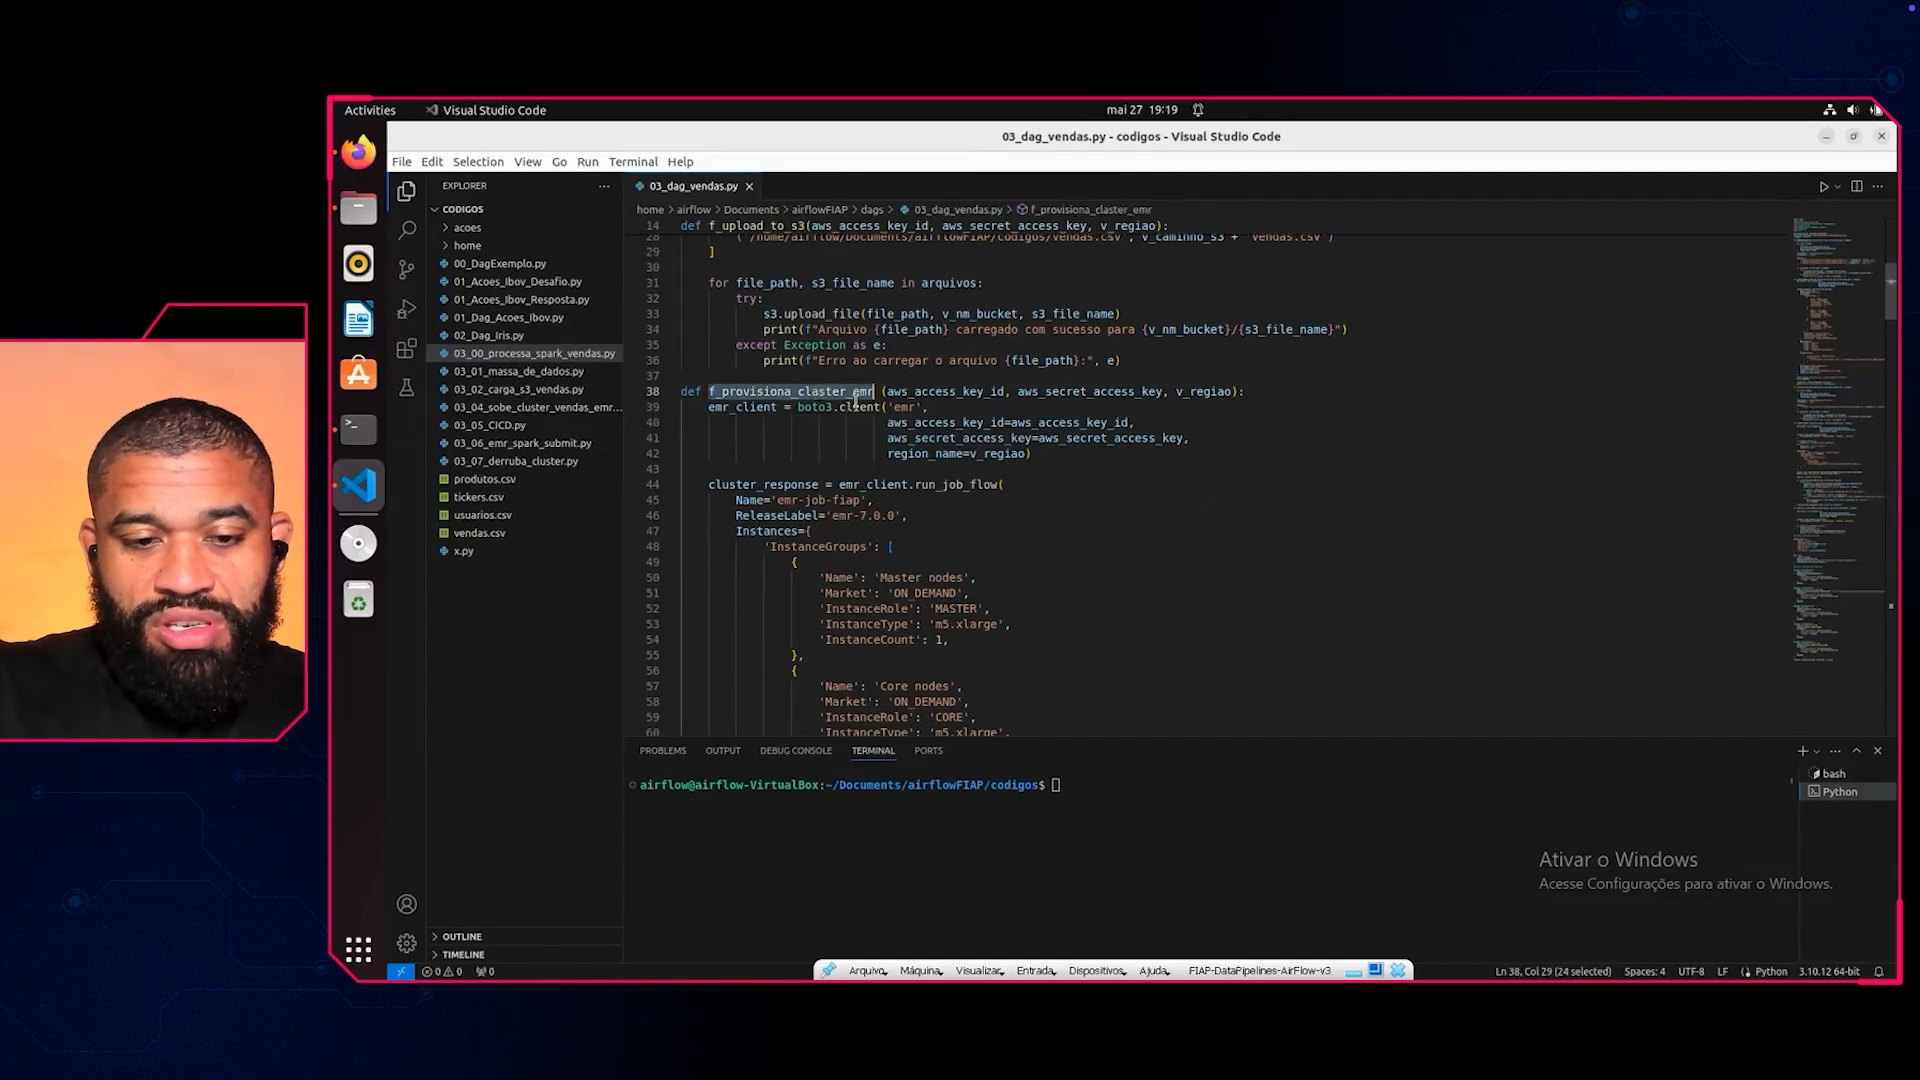 Activities
Visual Studio Code
mai 27 19:19
03_dag_vendas.py - codigos - Visual Studio Code
File Edit Selection View Go Run Terminal Help
EXPLORER
03_dag_vendas.py
CODIGOS
acoes
home
00_DagExemplo.py
01_Acoes_Ibov_Desafio.py
01_Acoes_Ibov_Resposta.py
01_Dag_Acoes_Ibov.py
02_Dag_Iris.py
03_00_processa_spark_vendas.py
03_01_massa_de_dados.py
03_02_carga_s3_vendas.py
03_04_sobe_cluster_vendas_emr...
03_05_CICD.py
03_06_emr_spark_submit.py
03_07_derruba_cluster.py
produtos.csv
tickers.csv
usuarios.csv
vendas.csv
x.py
OUTLINE
TIMELINE
home > airflow > Documents > airflowFIAP > dags > 03_dag_vendas.py > f_provisiona_claster_emr
14 def f_upload_to_s3(aws_access_key_id, aws_secret_access_key, v_regiao):
28 ('/home/airflow/Documents/airflowFIAP/codigos/vendas.csv', v_caminho_s3 + 'vendas.csv')
29 ]
30
31 for file_path, s3_file_name in arquivos:
32 try:
33 s3.upload_file(file_path, v_nm_bucket, s3_file_name)
34 print(f"Arquivo {file_path} carregado com sucesso para {v_nm_bucket}/{s3_file_name}")
35 except Exception as e:
36 print(f"Erro ao carregar o arquivo {file_path}:", e)
37
38 def f_provisiona_claster_emr (aws_access_key_id, aws_secret_access_key, v_regiao):
39 emr_client = boto3.client('emr',
40 aws_access_key_id=aws_access_key_id,
41 aws_secret_access_key=aws_secret_access_key,
42 region_name=v_regiao)
43
44 cluster_response = emr_client.run_job_flow(
45 Name='emr-job-fiap',
46 ReleaseLabel='emr-7.0.0',
47 Instances={
48 'InstanceGroups': [
49 {
50 'Name': 'Master nodes',
51 'Market': 'ON_DEMAND',
52 'InstanceRole': 'MASTER',
53 'InstanceType': 'm5.xlarge',
54 'InstanceCount': 1,
55 },
56 {
57 'Name': 'Core nodes',
58 'Market': 'ON_DEMAND',
59 'InstanceRole': 'CORE',
60 'InstanceType': 'm5.xlarge',
PROBLEMS OUTPUT DEBUG CONSOLE TERMINAL PORTS
airflow@airflow-VirtualBox:~/Documents/airflowFIAP/codigos$
bash
Python
Ativar o Windows
Acesse Configurações para ativar o Windows.
0 0 0
Arquivo Máquina Visualizar Entrada Dispositivos Ajuda FIAP-DataPipelines-AirFlow-v3
Ln 38, Col 29 (24 selected) Spaces: 4 UTF-8 LF Python 3.10.12 64-bit